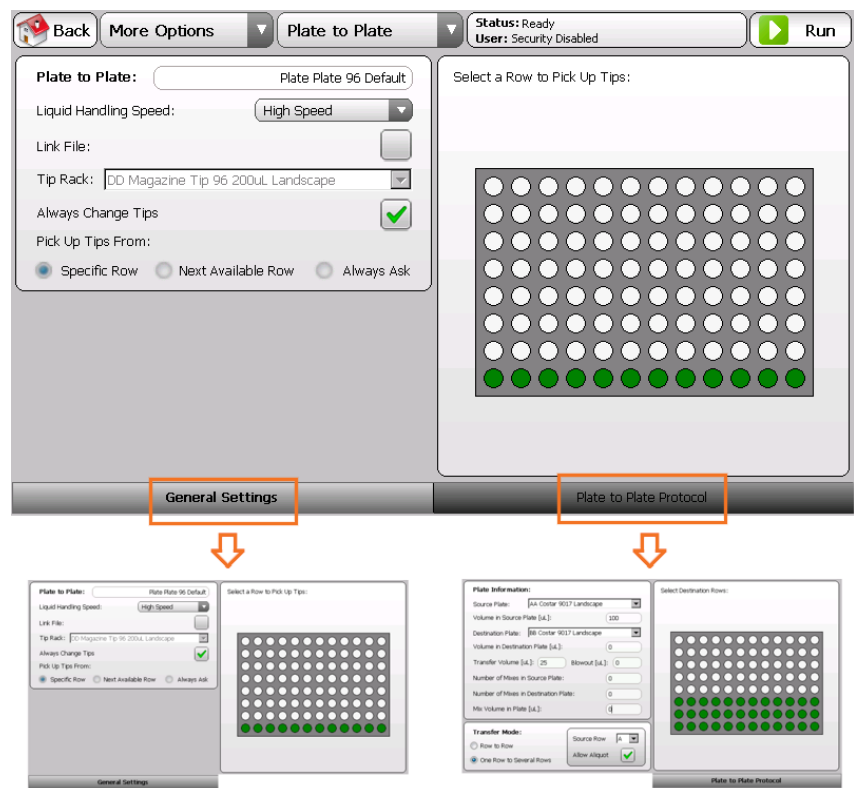 Back
More Options
Plate to Plate
Status: Ready
User: Security Disabled
Run
Plate to Plate: Plate Plate 96 Default
Liquid Handling Speed: High Speed
Link File:
Tip Rack: DD Magazine Tip 96 200uL Landscape
Always Change Tips
Pick Up Tips From:
Specific Row Next Available Row Always Ask
Select a Row to Pick Up Tips:
General Settings
Plate to Plate Protocol
Plate to Plate: Plate Plate 96 Default
Liquid Handling Speed: High Speed
Link File:
Tip Rack: DD Magazine Tip 96 200uL Landscape
Always Change Tips
Pick Up Tips From:
Specific Row Next Available Row Always Ask
Select a Row to Pick Up Tips:
General Settings
Plate Information:
Source Plate: AA Costar 9017 Landscape
Volume in Source Plate [uL]: 100
Destination Plate: BB Costar 9017 Landscape
Volume in Destination Plate [uL]: 0
Transfer Volume [uL]: 25 Blowout [uL]: 0
Number of Mixes in Source Plate: 0
Number of Mixes in Destination Plate: 0
Mix Volume in Plate [uL]: 0
Transfer Mode:
Row to Row
One Row to Several Rows
Source Row A
Allow Aliquot
Select Destination Rows:
Plate to Plate Protocol